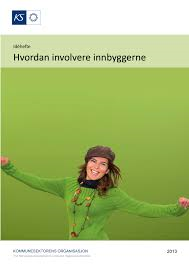 KS
Idéhefte
Hvordan involvere innbyggerne
KOMMUNESEKTORENS ORGANISASJON
2013